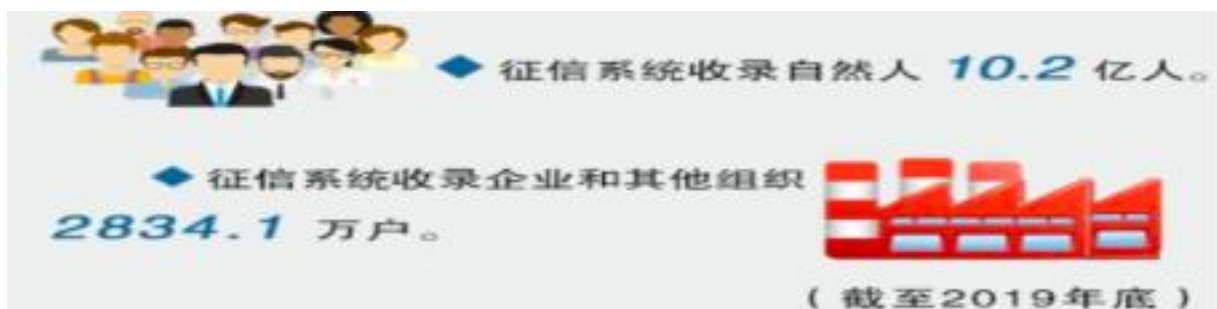 ◆ 征信系统收录自然人 10.2 亿人。
◆ 征信系统收录企业和其他组织
2834.1 万户。
(截至2019年底)